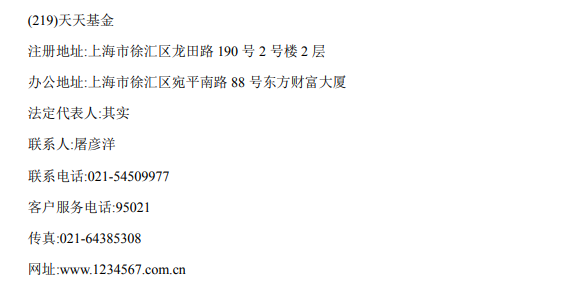 (219)天天基金
注册地址:上海市徐汇区龙田路 190 号 2 号楼 2 层
办公地址:上海市徐汇区宛平南路 88 号东方财富大厦
法定代表人:其实
联系人:屠彦洋
联系电话:021-54509977
客户服务电话:95021
传真:021-64385308
网址:www.1234567.com.cn